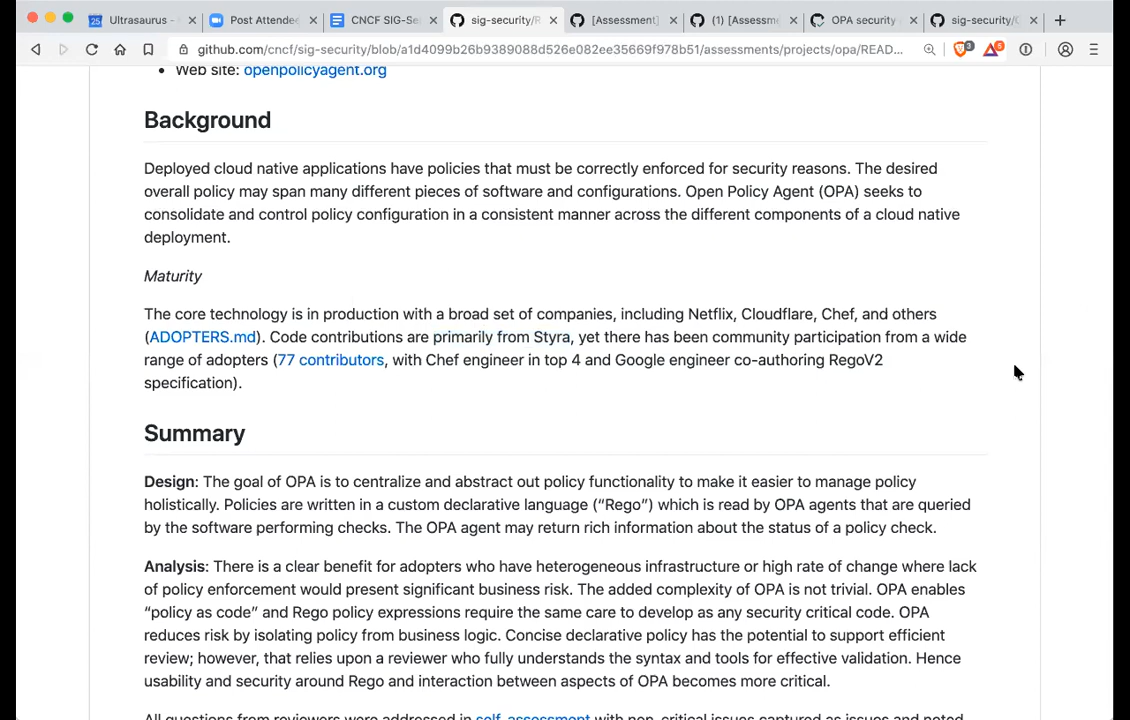 Ultrasaurus -
Post Attende
CNCF SIG-Se
sig-security/R
[Assessment]
(1) [Assessm
OPA security
sig-security/
25
github.com/cncf/sig-security/blob/a1d4099b26b9389088d526e082ee35669f978b51/assessments/projects/opa/READ...
3
5
Web site: openpolicyagent.org
Background
Deployed cloud native applications have policies that must be correctly enforced for security reasons. The desired
overall policy may span many different pieces of software and configurations. Open Policy Agent (OPA) seeks to
consolidate and control policy configuration in a consistent manner across the different components of a cloud native
deployment.
Maturity
The core technology is in production with a broad set of companies, including Netflix, Cloudflare, Chef, and others
(ADOPTERS.md). Code contributions are primarily from Styra, yet there has been community participation from a wide
range of adopters (77 contributors, with Chef engineer in top 4 and Google engineer co-authoring RegoV2
specification).
Summary
Design: The goal of OPA is to centralize and abstract out policy functionality to make it easier to manage policy
holistically. Policies are written in a custom declarative language (“Rego”) which is read by OPA agents that are queried
by the software performing checks. The OPA agent may return rich information about the status of a policy check.
Analysis: There is a clear benefit for adopters who have heterogeneous infrastructure or high rate of change where lack
of policy enforcement would present significant business risk. The added complexity of OPA is not trivial. OPA enables
“policy as code” and Rego policy expressions require the same care to develop as any security critical code. OPA
reduces risk by isolating policy from business logic. Concise declarative policy has the potential to support efficient
review; however, that relies upon a reviewer who fully understands the syntax and tools for effective validation. Hence
usability and security around Rego and interaction between aspects of OPA becomes more critical.
All questions from reviewers were addressed in self-assessment with non-critical issues captured as issues and noted